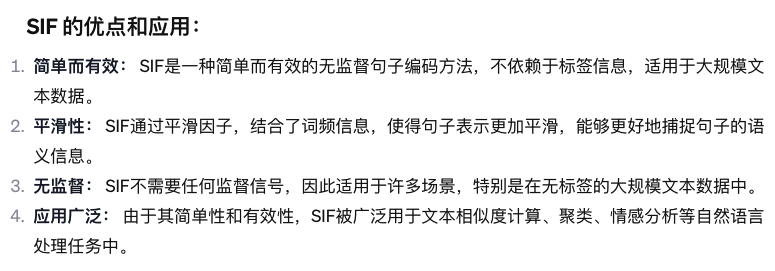 SIF 的优点和应用：
1. 简单而有效： SIF是一种简单而有效的无监督句子编码方法，不依赖于标签信息，适用于大规模文
本数据。
2. 平滑性： SIF通过平滑因子，结合了词频信息，使得句子表示更加平滑，能够更好地捕捉句子的语
义信息。
3. 无监督： SIF不需要任何监督信号，因此适用于许多场景，特别是在无标签的大规模文本数据中。
4. 应用广泛： 由于其简单性和有效性，SIF被广泛用于文本相似度计算、聚类、情感分析等自然语言
处理任务中。